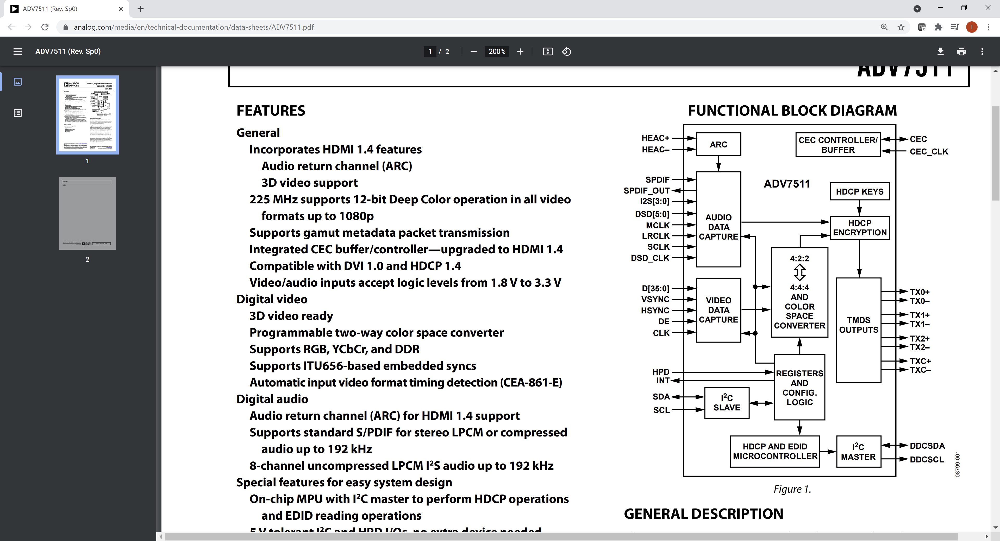 ADV7511 (Rev. Sp0)
analog.com/media/en/technical-documentation/data-sheets/ADV7511.pdf
I
ADV7511 (Rev. Sp0)
1 / 2
200%
ANALOG DEVICES
225 MHz, High Performance HDMI
Transmitter with ARC
ADV7511
1
2
ADV7511
FEATURES
General
Incorporates HDMI 1.4 features
Audio return channel (ARC)
3D video support
225 MHz supports 12-bit Deep Color operation in all video
formats up to 1080p
Supports gamut metadata packet transmission
Integrated CEC buffer/controller—upgraded to HDMI 1.4
Compatible with DVI 1.0 and HDCP 1.4
Video/audio inputs accept logic levels from 1.8 V to 3.3 V
Digital video
3D video ready
Programmable two-way color space converter
Supports RGB, YCbCr, and DDR
Supports ITU656-based embedded syncs
Automatic input video format timing detection (CEA-861-E)
Digital audio
Audio return channel (ARC) for HDMI 1.4 support
Supports standard S/PDIF for stereo LPCM or compressed
audio up to 192 kHz
8-channel uncompressed LPCM I²S audio up to 192 kHz
Special features for easy system design
On-chip MPU with I²C master to perform HDCP operations
and EDID reading operations
5 V tolerant I²C and HPD I/Os, no extra device needed
FUNCTIONAL BLOCK DIAGRAM
HEAC+
HEAC–
ARC
CEC CONTROLLER/
BUFFER
CEC
CEC_CLK
SPDIF
SPDIF_OUT
I2S[3:0]
DSD[5:0]
MCLK
LRCLK
SCLK
DSD_CLK
AUDIO
DATA
CAPTURE
ADV7511
HDCP KEYS
HDCP
ENCRYPTION
4:2:2
4:4:4
AND
COLOR
SPACE
CONVERTER
D[35:0]
VSYNC
HSYNC
DE
CLK
VIDEO
DATA
CAPTURE
TMDS
OUTPUTS
TX0+
TX0–
TX1+
TX1–
TX2+
TX2–
TXC+
TXC–
HPD
INT
REGISTERS
AND
CONFIG.
LOGIC
SDA
SCL
I²C
SLAVE
HDCP AND EDID
MICROCONTROLLER
I²C
MASTER
DDCSDA
DDCSCL
08799-001
Figure 1.
GENERAL DESCRIPTION